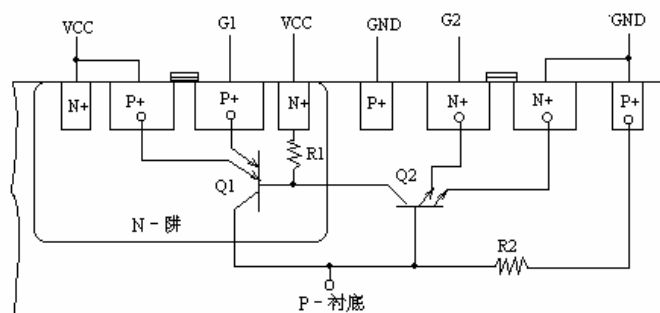 VCC G1 VCC GND G2 GND
N+ P+ P+ N+ P+ N+ N+ P+
R1
Q1 Q2
N-阱
R2
P-衬底